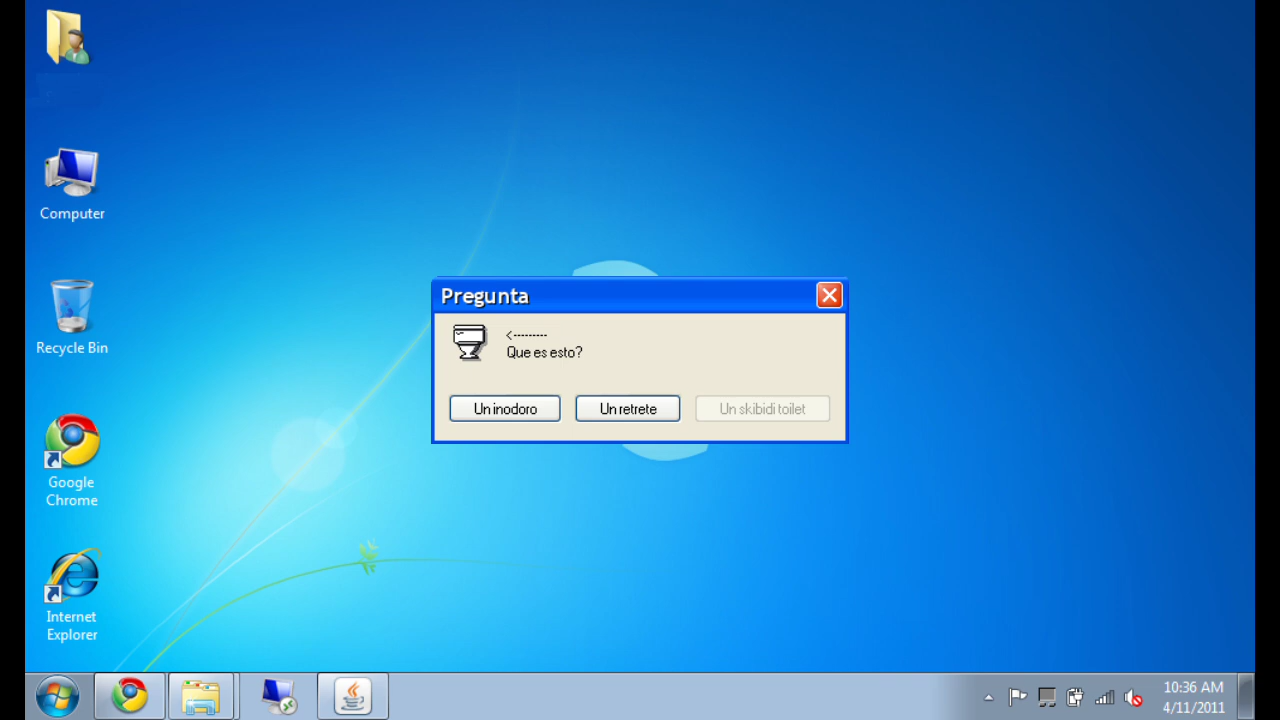 Computer
Recycle Bin
Google
Chrome
Internet
Explorer
Pregunta
<---------
Que es esto?
Un inodoro
Un retrete
Un skibidi toilet
10:36 AM
4/11/2011